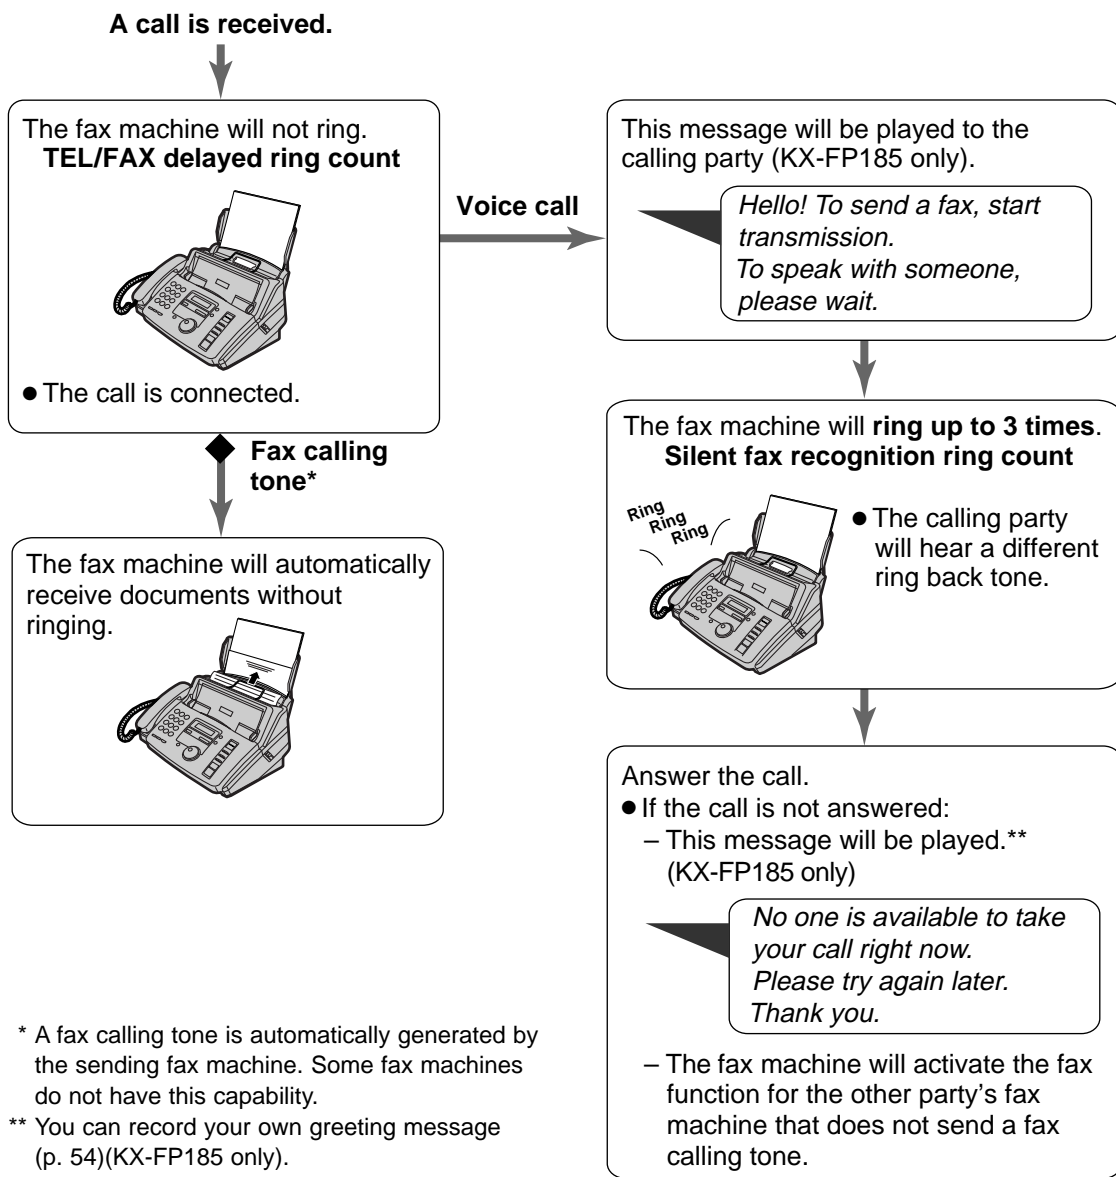 A call is received.
The fax machine will not ring.
TEL/FAX delayed ring count
● The call is connected.
Voice call
Fax calling
tone*
The fax machine will automatically
receive documents without
ringing.
This message will be played to the
calling party (KX-FP185 only).
Hello! To send a fax, start
transmission.
To speak with someone,
please wait.
The fax machine will ring up to 3 times.
Silent fax recognition ring count
Ring
Ring
Ring
● The calling party
will hear a different
ring back tone.
Answer the call.
● If the call is not answered:
– This message will be played.**
(KX-FP185 only)
No one is available to take
your call right now.
Please try again later.
Thank you.
– The fax machine will activate the fax
function for the other party’s fax
machine that does not send a fax
calling tone.
* A fax calling tone is automatically generated by
the sending fax machine. Some fax machines
do not have this capability.
** You can record your own greeting message
(p. 54)(KX-FP185 only).